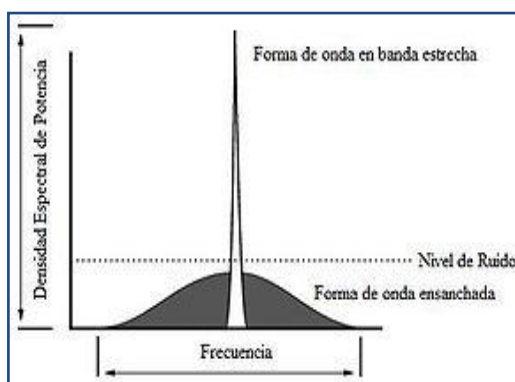 Forma de onda en banda estrecha
Densidad Espectral de Potencia
Nivel de Ruido
Forma de onda ensanchada
Frecuencia